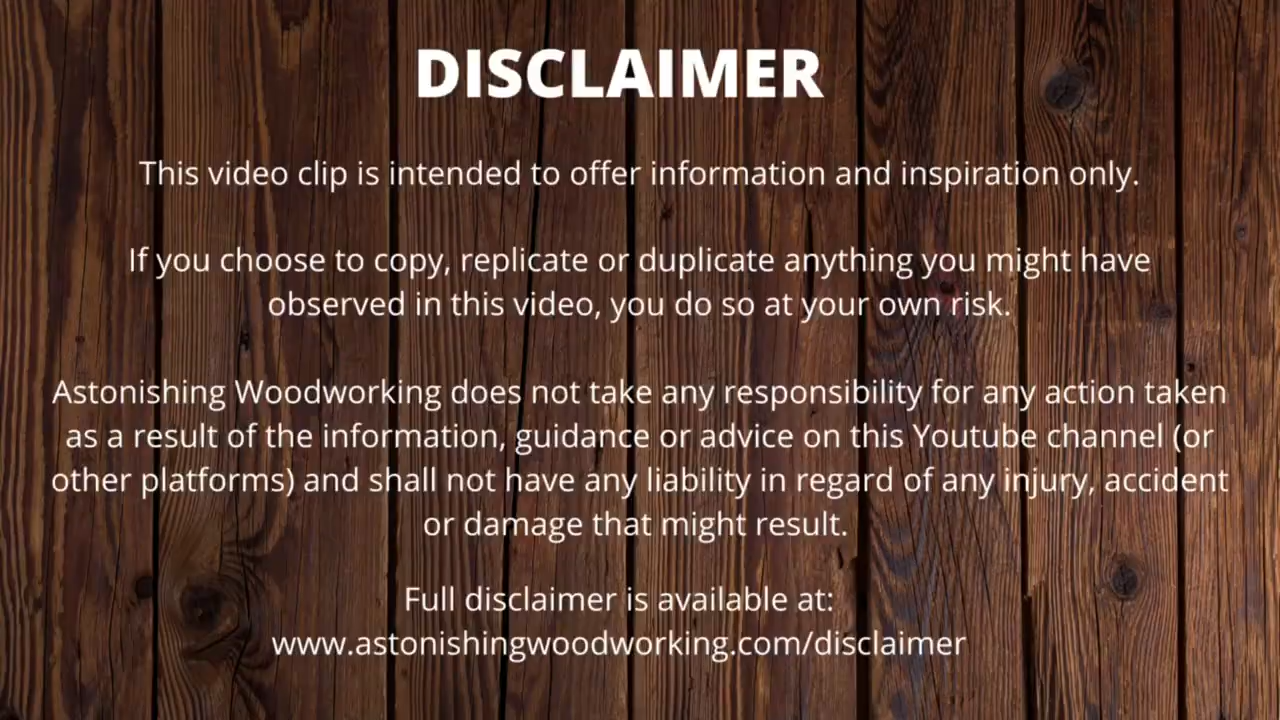 DISCLAIMER
This video clip is intended to offer information and inspiration only.
If you choose to copy, replicate or duplicate anything you might have
observed in this video, you do so at your own risk.
Astonishing Woodworking does not take any responsibility for any action taken
as a result of the information, guidance or advice on this Youtube channel (or
other platforms) and shall not have any liability in regard of any injury, accident
or damage that might result.
Full disclaimer is available at:
www.astonishingwoodworking.com/disclaimer